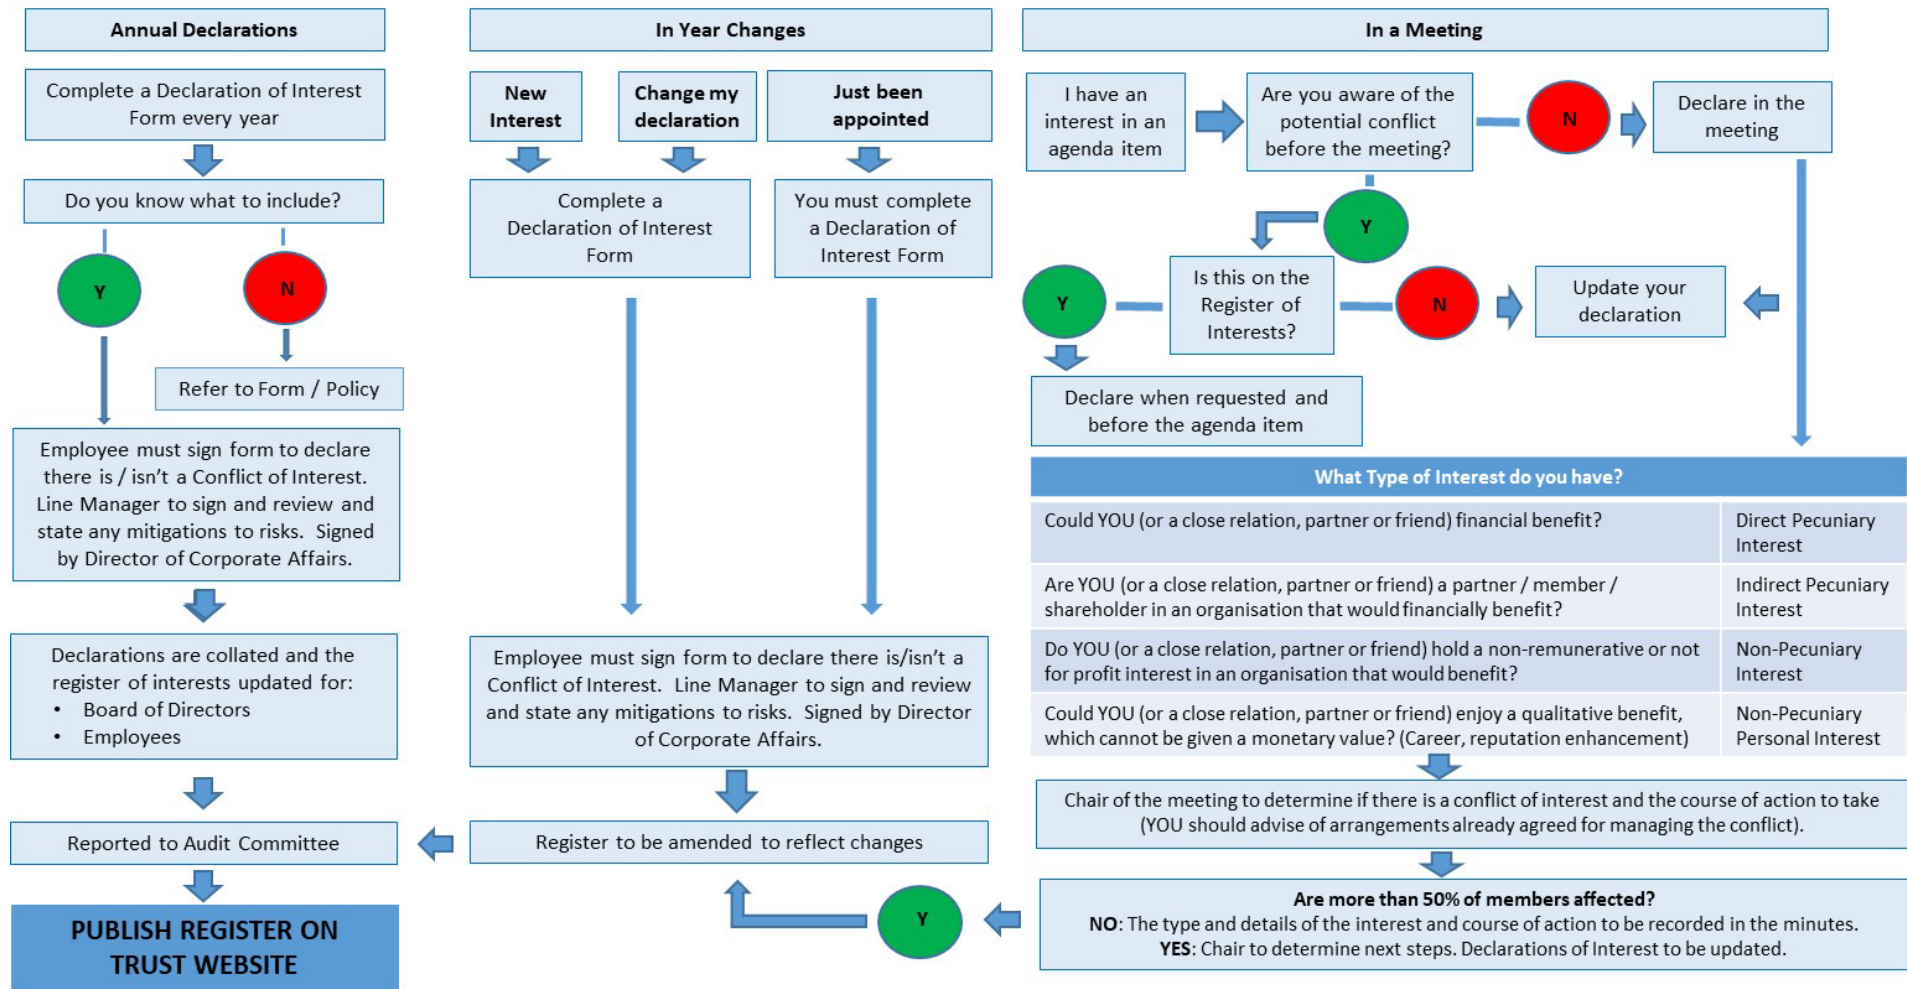 Annual Declarations
Complete a Declaration of Interest
Form every year
Do you know what to include?
Y
N
Refer to Form / Policy
Employee must sign form to declare
there is / isn't a Conflict of Interest.
Line Manager to sign and review and
state any mitigations to risks. Signed
by Director of Corporate Affairs.
Declarations are collated and the
register of interests updated for:
• Board of Directors
• Employees
Reported to Audit Committee
PUBLISH REGISTER ON
TRUST WEBSITE
In Year Changes
New
Interest
Change my
declaration
Just been
appointed
Complete a
Declaration of Interest
Form
You must complete
a Declaration of
Interest Form
Employee must sign form to declare there is/isn't a
Conflict of Interest. Line Manager to sign and review
and state any mitigations to risks. Signed by Director
of Corporate Affairs.
Register to be amended to reflect changes
Y
In a Meeting
I have an
interest in an
agenda item
Are you aware of the
potential conflict
before the meeting?
N
Declare in the
meeting
Y
Y
Is this on the
Register of
Interests?
N
Update your
declaration
Declare when requested and
before the agenda item
What Type of Interest do you have?
Could YOU (or a close relation, partner or friend) financial benefit?
Direct Pecuniary
Interest
Are YOU (or a close relation, partner or friend) a partner / member /
shareholder in an organisation that would financially benefit?
Indirect Pecuniary
Interest
Do YOU (or a close relation, partner or friend) hold a non-remunerative or not
for profit interest in an organisation that would benefit?
Non-Pecuniary
Interest
Could YOU (or a close relation, partner or friend) enjoy a qualitative benefit,
which cannot be given a monetary value? (Career, reputation enhancement)
Non-Pecuniary
Personal Interest
Chair of the meeting to determine if there is a conflict of interest and the course of action to take
(YOU should advise of arrangements already agreed for managing the conflict).
Are more than 50% of members affected?
NO: The type and details of the interest and course of action to be recorded in the minutes.
YES: Chair to determine next steps. Declarations of Interest to be updated.